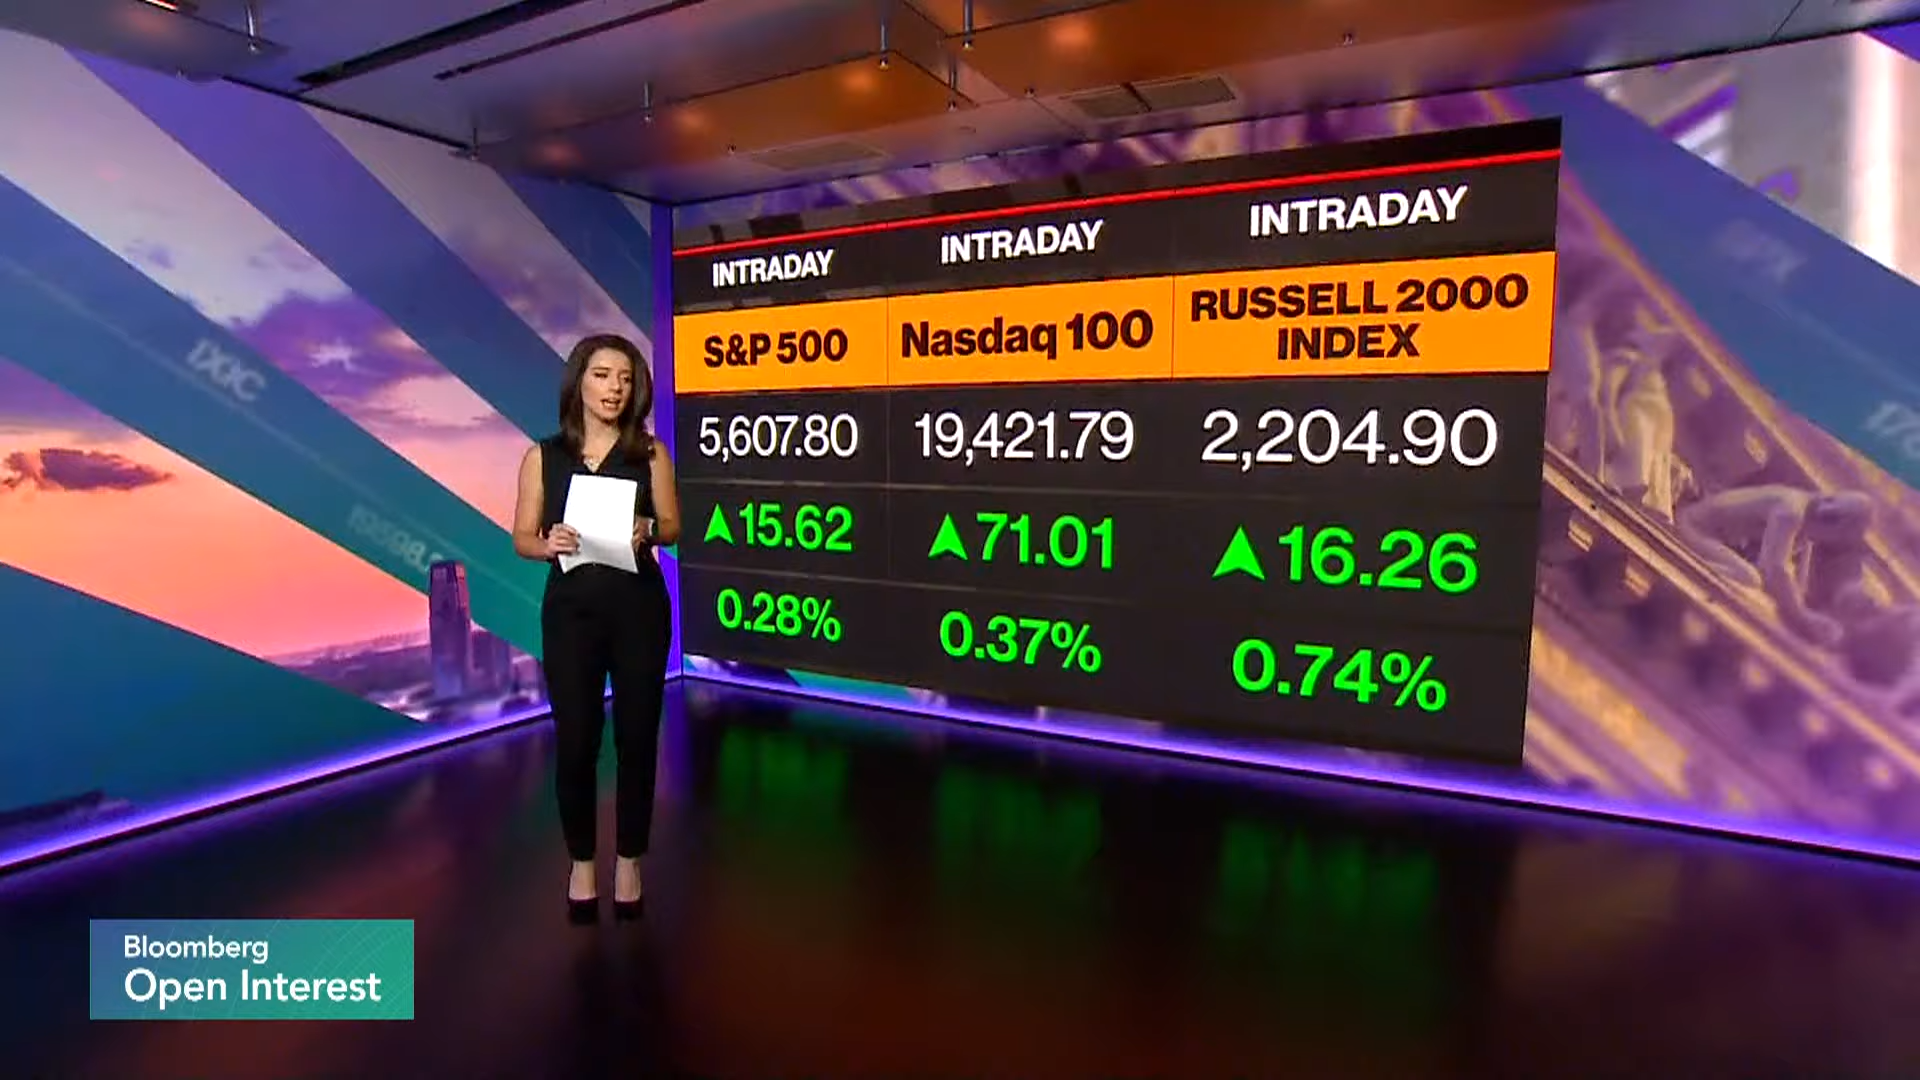 INTRADAY
INTRADAY
INTRADAY
S&P 500
Nasdaq 100
RUSSELL 2000
INDEX
5,607.80
19,421.79
2,204.90
▲15.62
▲71.01
▲16.26
0.28%
0.37%
0.74%
IXIC
Bloomberg
Open Interest